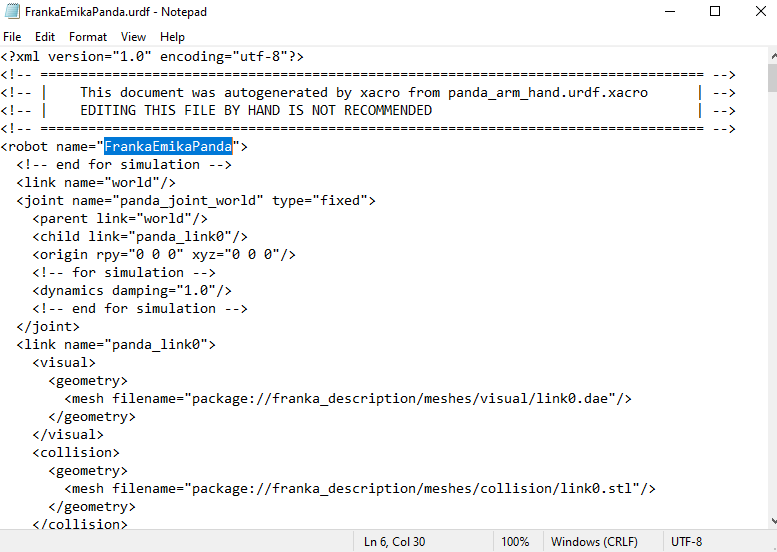 FrankaEmikaPanda.urdf - Notepad
File Edit Format View Help
<?xml version="1.0" encoding="utf-8"?>
<!-- =================================================================================== -->
<!-- |    This document was autogenerated by xacro from panda_arm_hand.urdf.xacro      | -->
<!-- |    EDITING THIS FILE BY HAND IS NOT RECOMMENDED                                 | -->
<!-- =================================================================================== -->
<robot name="FrankaEmikaPanda">
  <!-- end for simulation -->
  <link name="world"/>
  <joint name="panda_joint_world" type="fixed">
    <parent link="world"/>
    <child link="panda_link0"/>
    <origin rpy="0 0 0" xyz="0 0 0"/>
    <!-- for simulation -->
    <dynamics damping="1.0"/>
    <!-- end for simulation -->
  </joint>
  <link name="panda_link0">
    <visual>
      <geometry>
        <mesh filename="package://franka_description/meshes/visual/link0.dae"/>
      </geometry>
    </visual>
    <collision>
      <geometry>
        <mesh filename="package://franka_description/meshes/collision/link0.stl"/>
      </geometry>
    </collision>
Ln 6, Col 30 100% Windows (CRLF) UTF-8